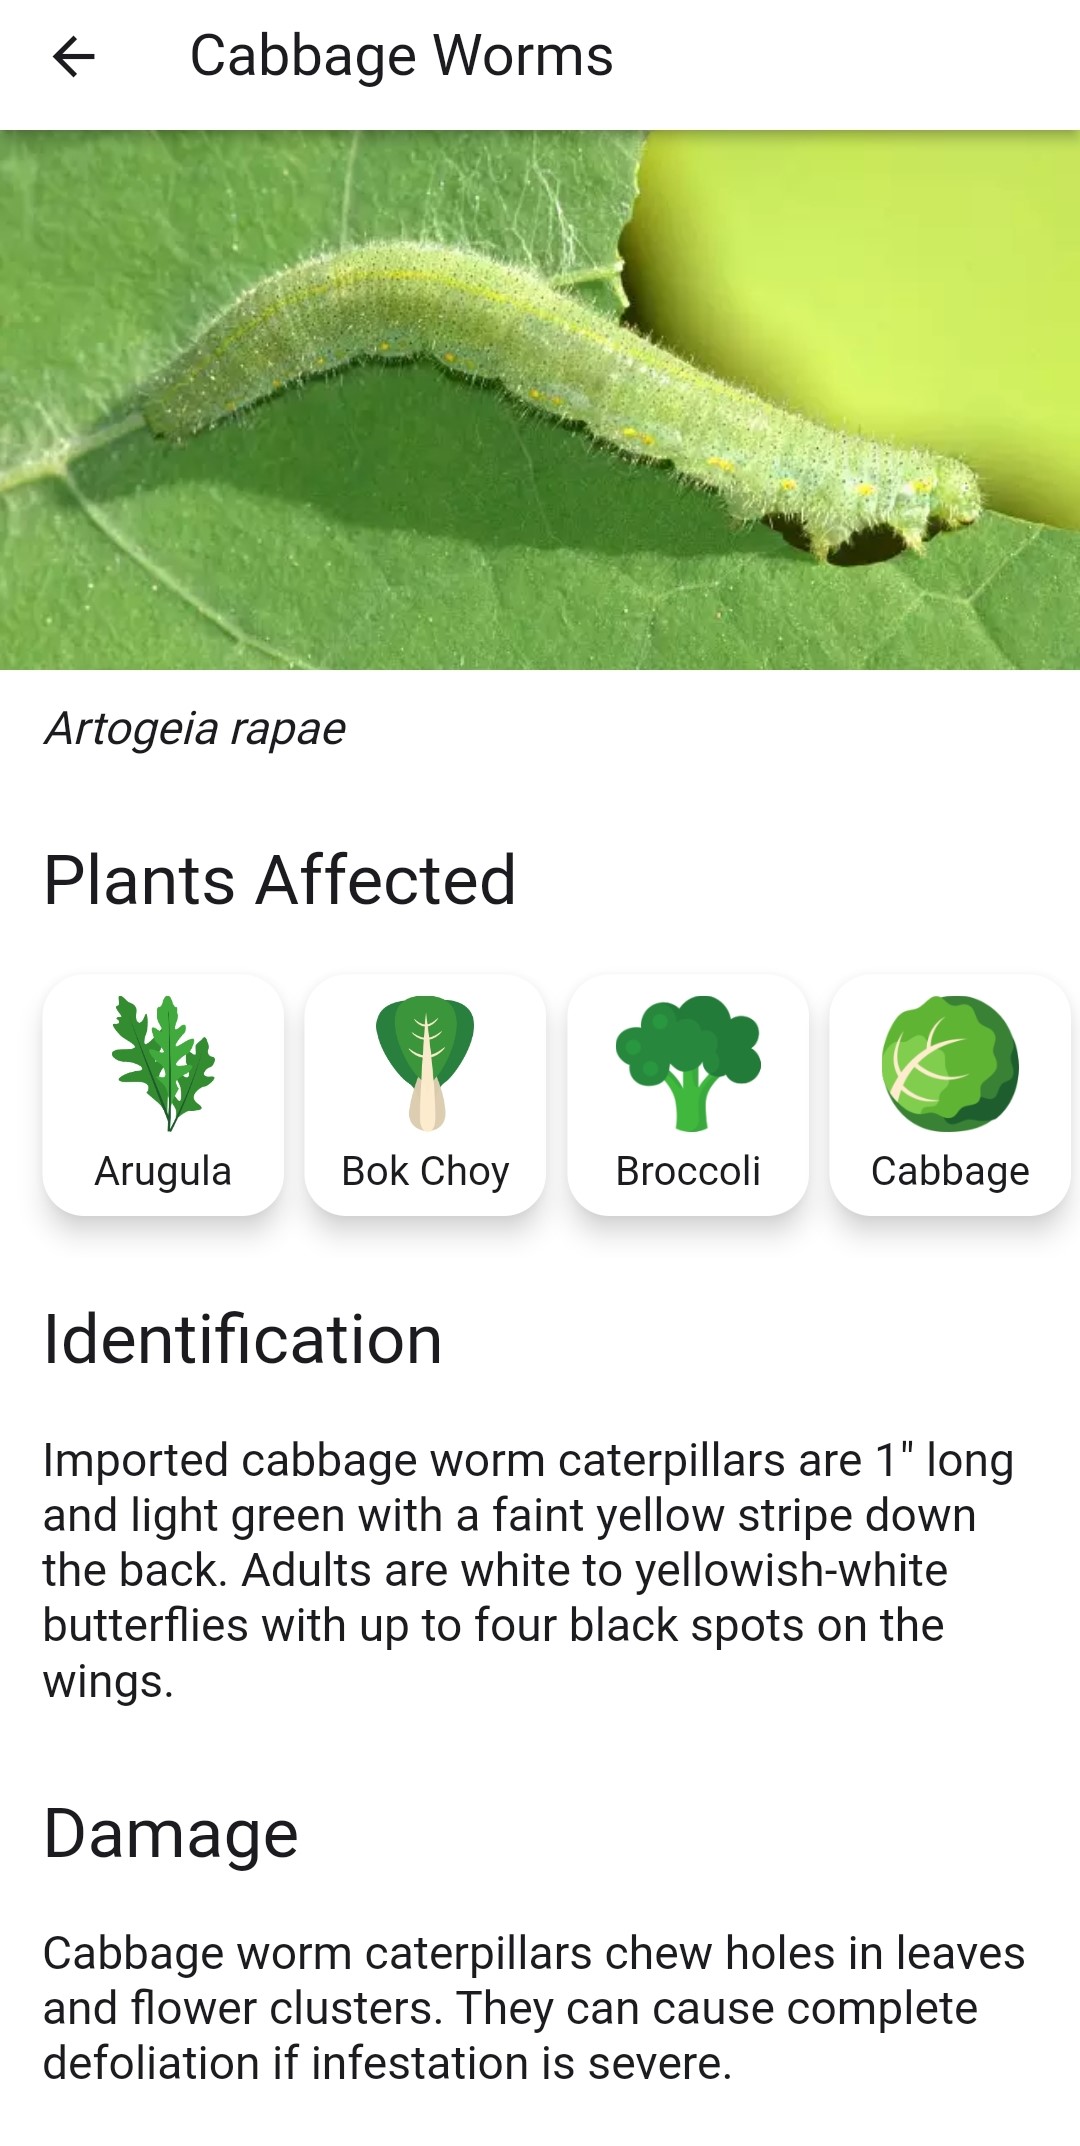 Cabbage Worms
Artogeia rapae
Plants Affected
Arugula
Bok Choy
Broccoli
Cabbage
Identification
Imported cabbage worm caterpillars are 1" long
and light green with a faint yellow stripe down
the back. Adults are white to yellowish-white
butterflies with up to four black spots on the
wings.
Damage
Cabbage worm caterpillars chew holes in leaves
and flower clusters. They can cause complete
defoliation if infestation is severe.